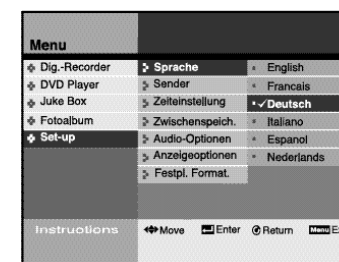 Menu
Dig.-Recorder
DVD Player
Juke Box
Fotoalbum
Set-up
Sprache
Sender
Zeiteinstellung
Zwischenspeich.
Audio-Optionen
Anzeigeoptionen
Festpl. Format.
English
Francais
Deutsch
Italiano
Espanol
Nederlands
Instructions
Move
Enter
Return
Menu